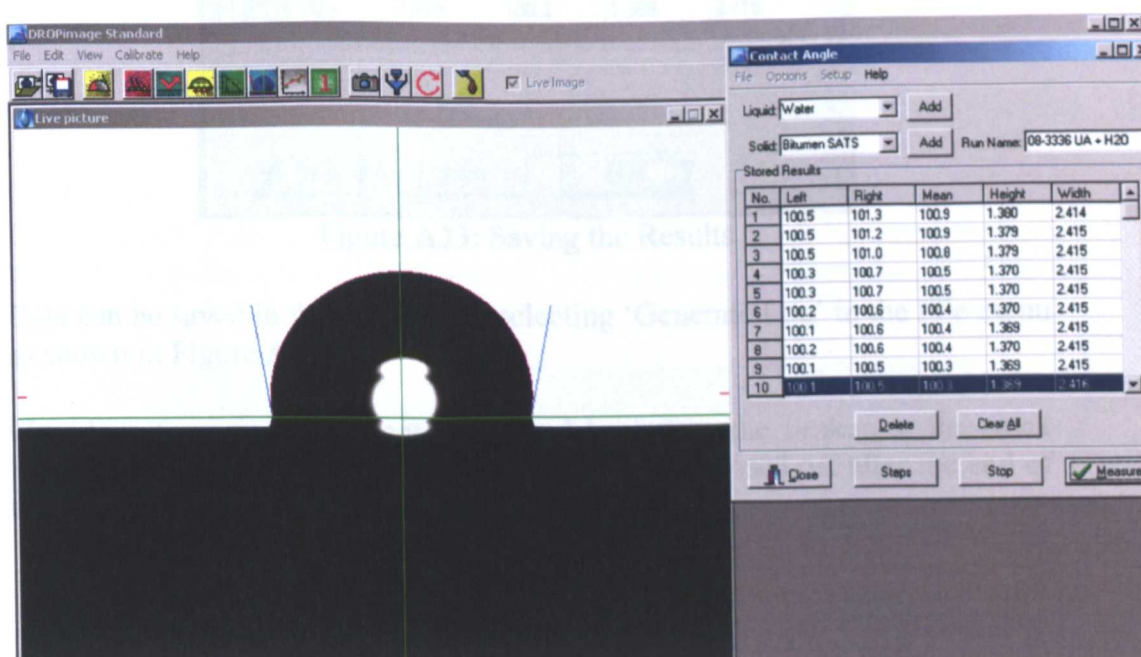 DROPimage Standard
File Edit View Calibrate Help
Live Image
Live picture
Contact Angle
File Options Setup Help
Liquid: Water Add
Solid: Bitumen SATS Add Run Name: 08-3336 UA + H2O
Stored Results
No. Left Right Mean Height Width
1 100.5 101.3 100.9 1.380 2.414
2 100.5 101.2 100.9 1.379 2.415
3 100.5 101.0 100.8 1.379 2.415
4 100.3 100.7 100.5 1.370 2.415
5 100.3 100.7 100.5 1.370 2.415
6 100.2 100.6 100.4 1.370 2.415
7 100.1 100.6 100.4 1.369 2.415
8 100.2 100.6 100.4 1.370 2.415
9 100.1 100.5 100.3 1.369 2.415
10 100.1 100.5 100.3 1.369 2.416
Delete Clear All
Close Steps Stop Measure
Figure A11: Saving the Results